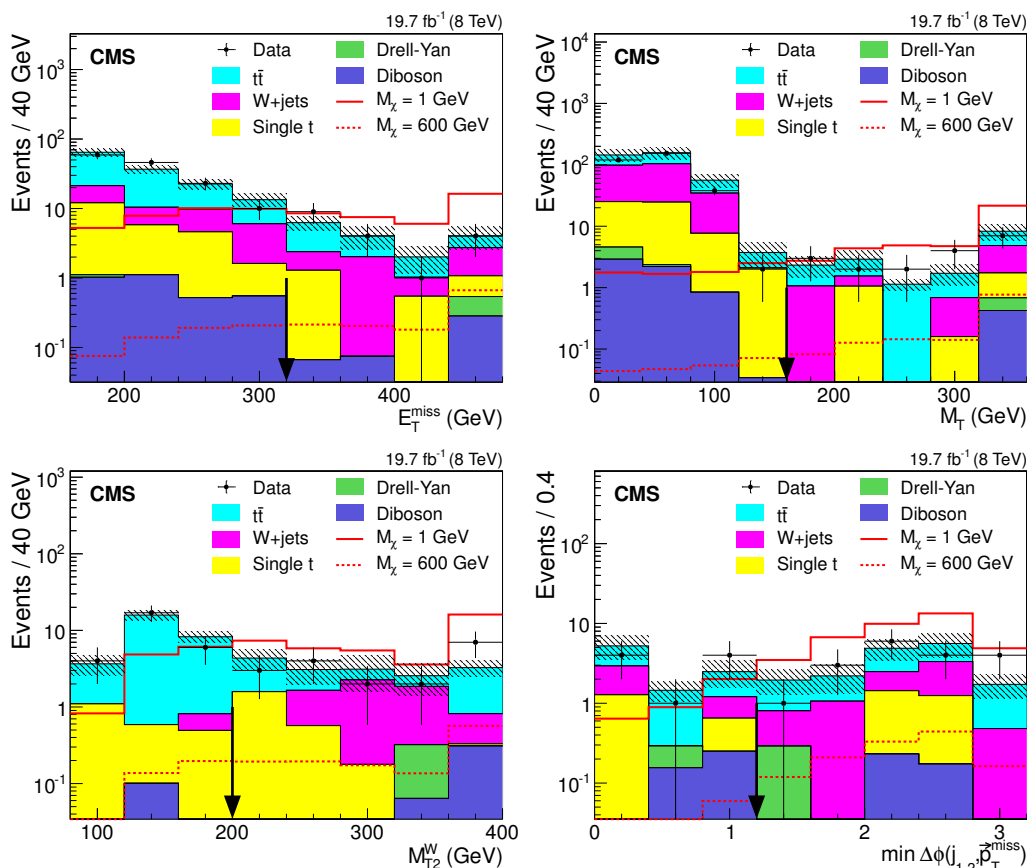 19.7 fb⁻¹ (8 TeV)
CMS
Data
Drell-Yan
tt̄
Diboson
W+jets
Mχ = 1 GeV
Single t
Mχ = 600 GeV
Events / 40 GeV
10³
10²
10
1
10⁻¹
200 300 400
E_T^miss (GeV)
19.7 fb⁻¹ (8 TeV)
CMS
Data
Drell-Yan
tt̄
Diboson
W+jets
Mχ = 1 GeV
Single t
Mχ = 600 GeV
Events / 40 GeV
10⁴
10³
10²
10
1
10⁻¹
0 100 200 300
M_T (GeV)
19.7 fb⁻¹ (8 TeV)
CMS
Data
Drell-Yan
tt̄
Diboson
W+jets
Mχ = 1 GeV
Single t
Mχ = 600 GeV
Events / 40 GeV
10³
10²
10
1
10⁻¹
100 200 300 400
M_T2^W (GeV)
19.7 fb⁻¹ (8 TeV)
CMS
Data
Drell-Yan
tt̄
Diboson
W+jets
Mχ = 1 GeV
Single t
Mχ = 600 GeV
Events / 0.4
10²
10
1
10⁻¹
0 1 2 3
min Δφ(j_1,2, p⃗_T^miss)